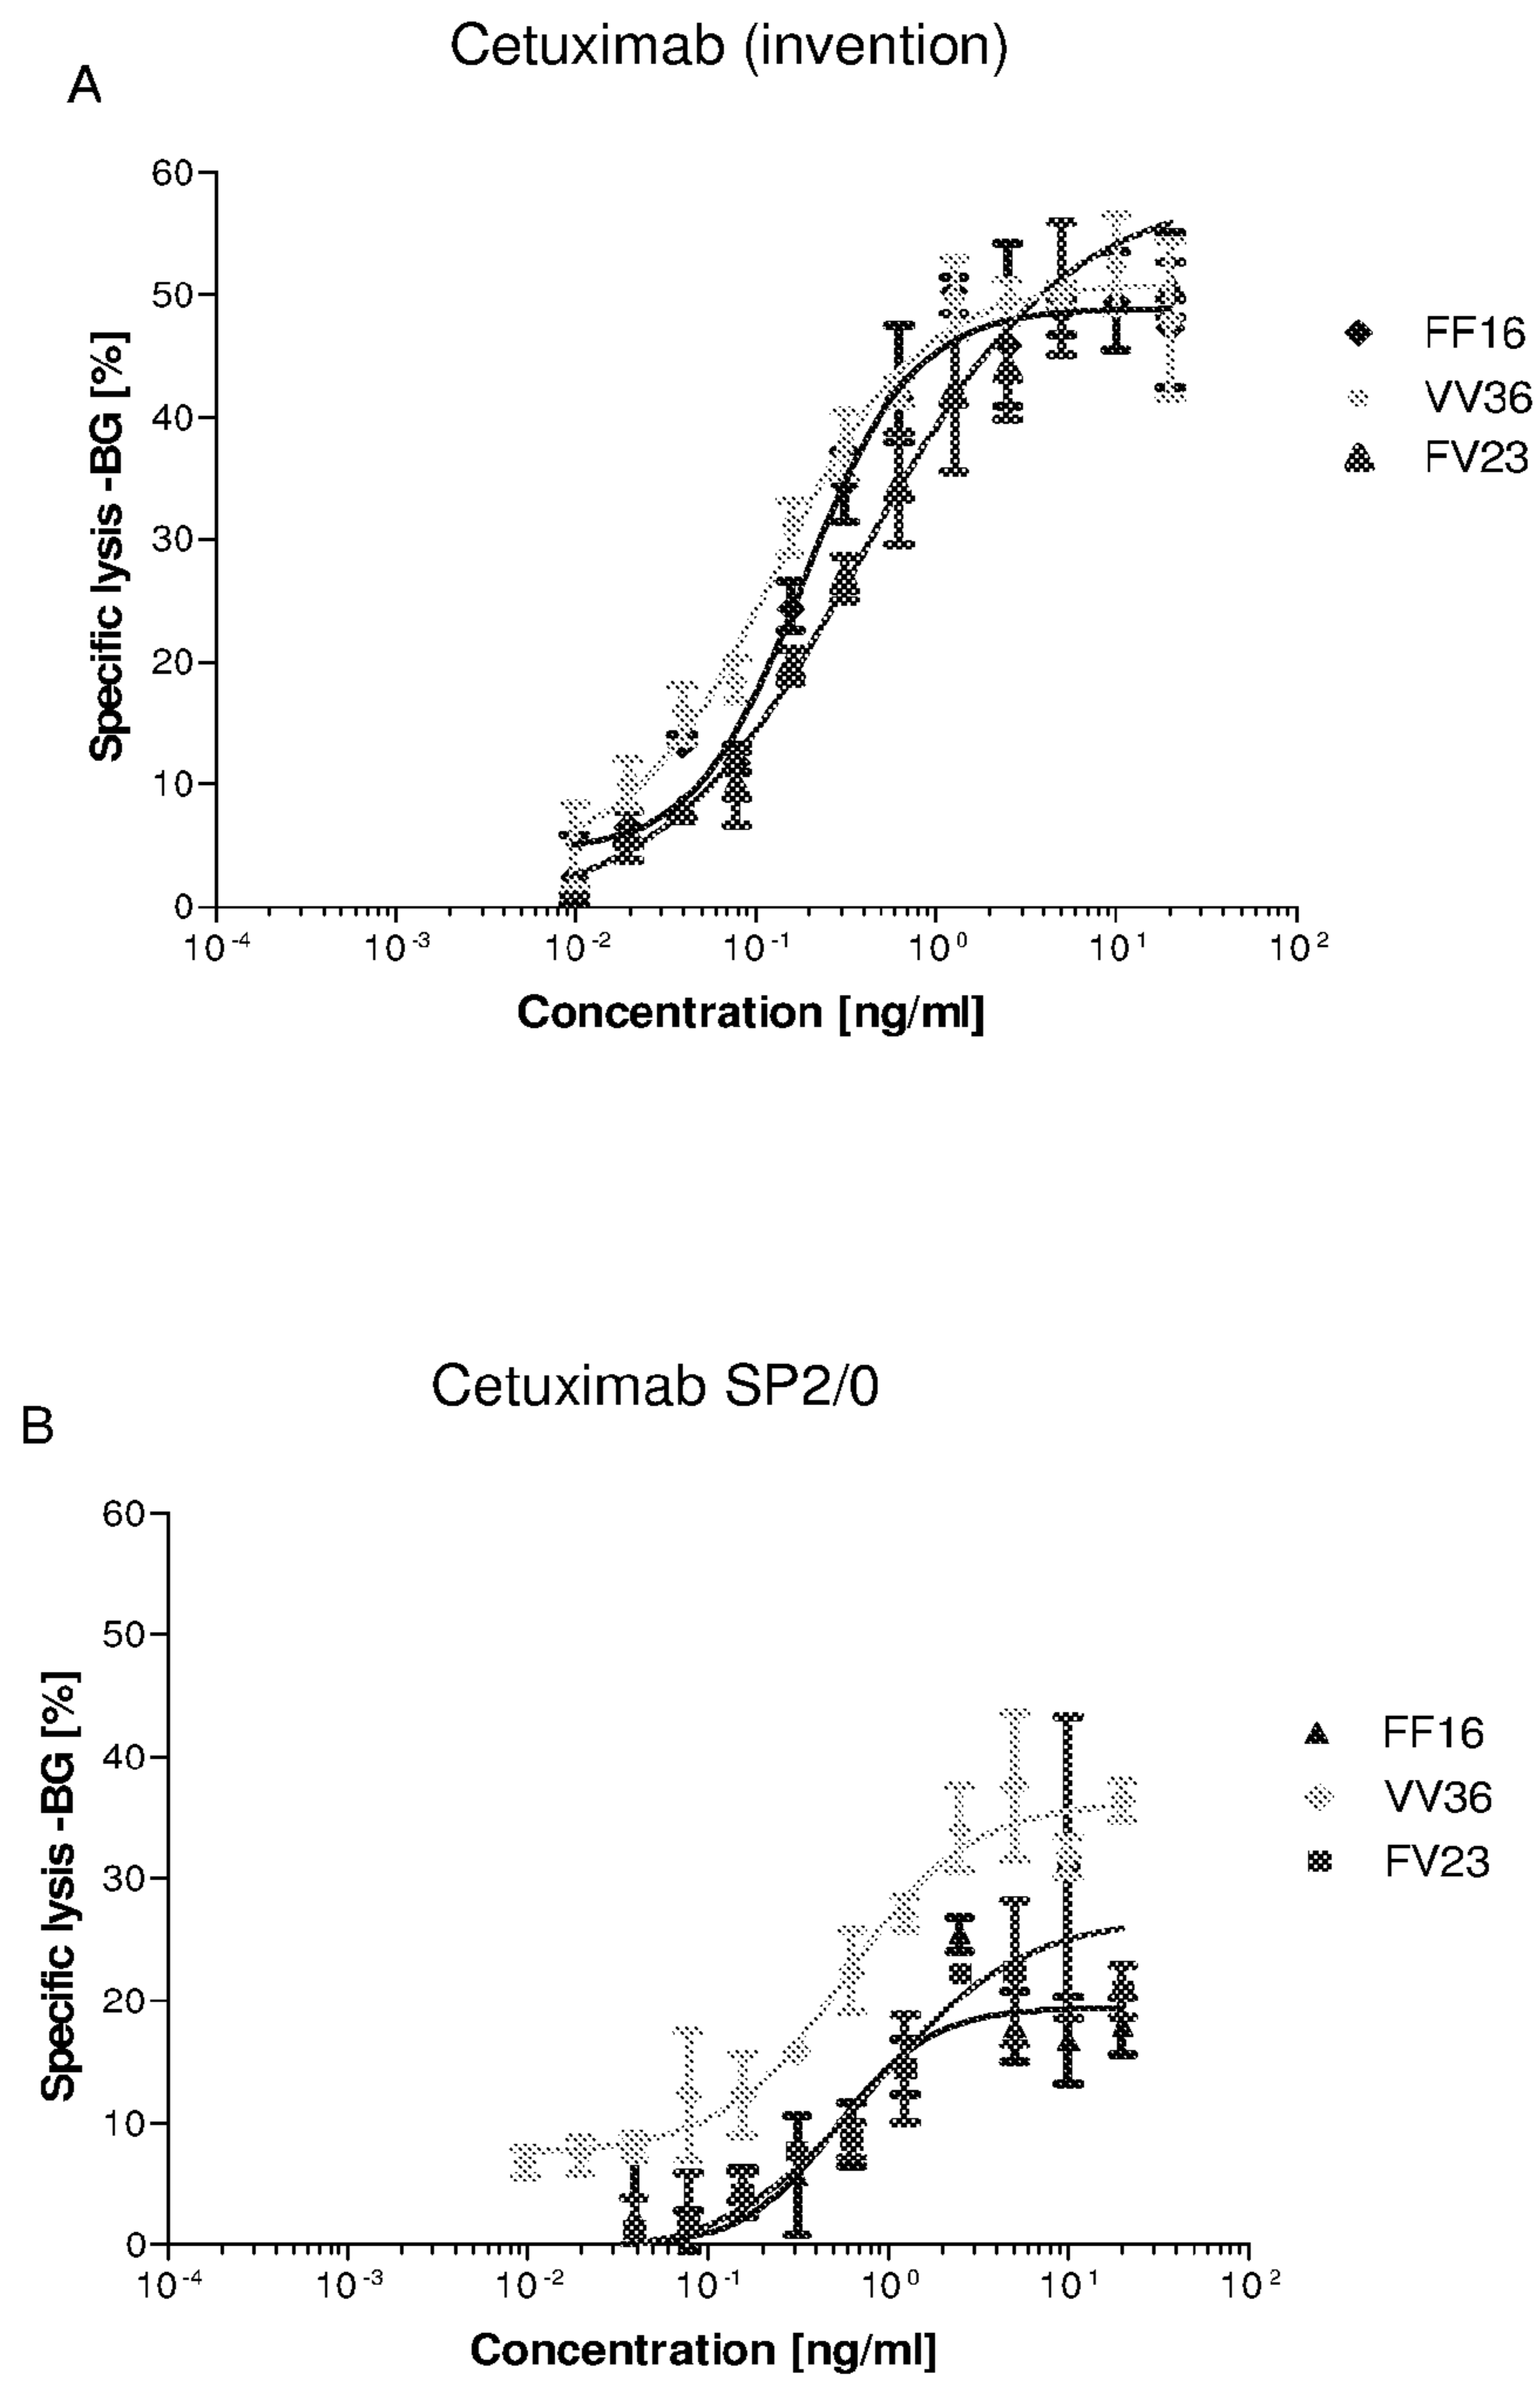 Cetuximab (invention)
A
60
50
40
30
20
10
0
Specific lysis -BG [%]
10-4 10-3 10-2 10-1 100 101 102
Concentration [ng/ml]
FF16
VV36
FV23
Cetuximab SP2/0
B
60
50
40
30
20
10
0
Specific lysis -BG [%]
10-4 10-3 10-2 10-1 100 101 102
Concentration [ng/ml]
FF16
VV36
FV23